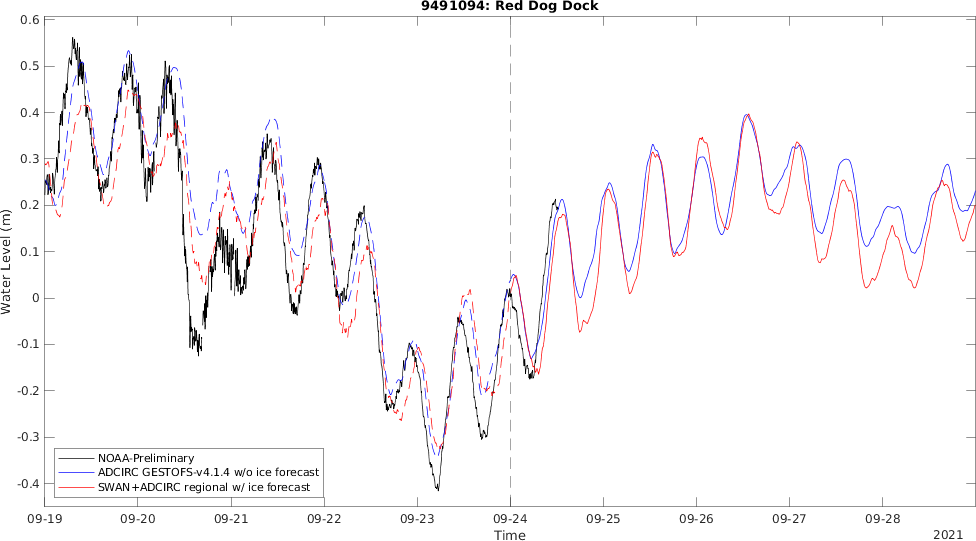 9491094: Red Dog Dock
0.6
0.5
0.4
0.3
0.2
0.1
0
-0.1
-0.2
-0.3
-0.4
Water Level (m)
NOAA-Preliminary
ADCIRC GESTOFS-v4.1.4 w/o ice forecast
SWAN+ADCIRC regional w/ ice forecast
09-19 09-20 09-21 09-22 09-23 09-24 09-25 09-26 09-27 09-28
Time
2021